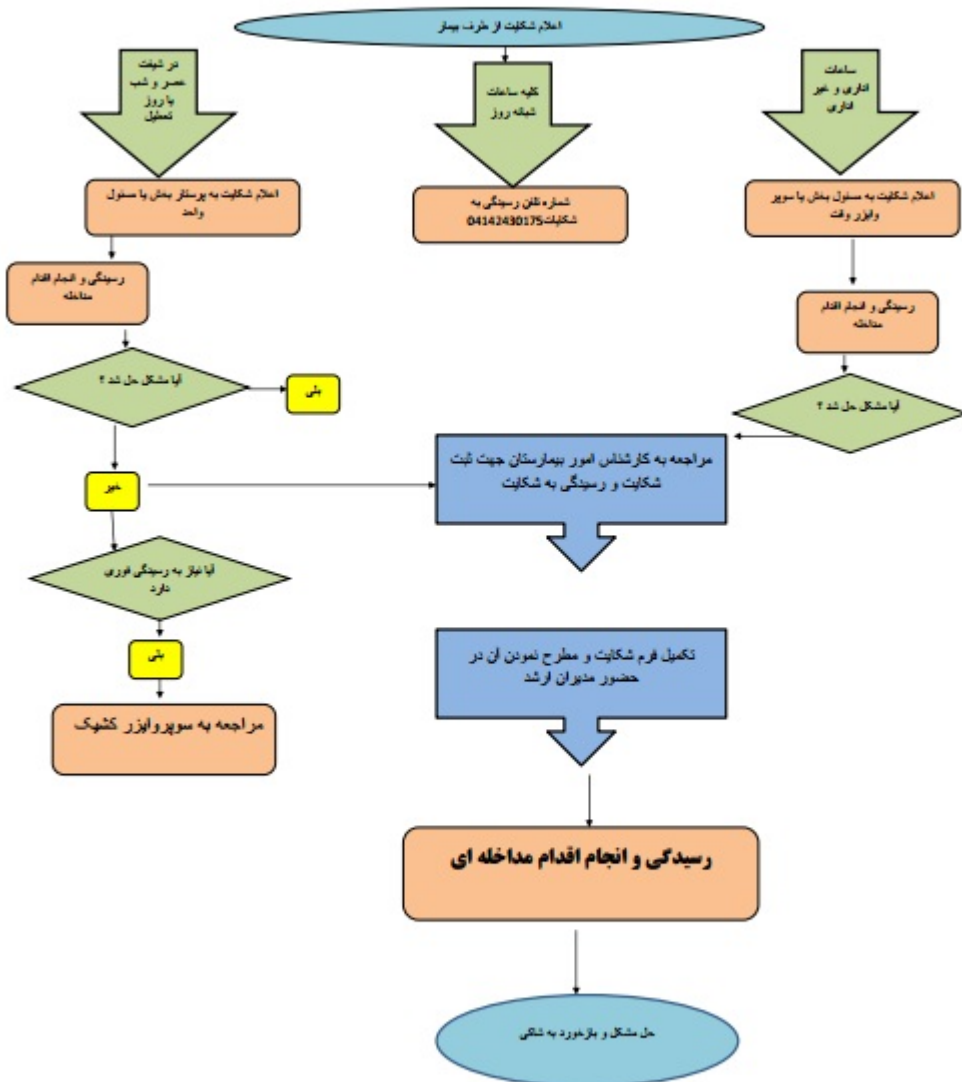 اعلام شکایت از طرف بیمار
ساعات
اداری و غیر
اداری
کلیه ساعات
شبانه روز
در شیفت
عصر و شب
یا روز
تعطیل
اعلام شکایت به مسئول بخش یا سوپر
وایزر وقت
شماره تلفن رسیدگی به
شکایات04142430175
اعلام شکایت به پرستار بخش یا مسئول
واحد
رسیدگی و انجام اقدام
مداخله
رسیدگی و انجام اقدام
مداخله
آیا مشکل حل شد ؟
آیا مشکل حل شد ؟
بلی
مراجعه به کارشناس امور بیمارستان جهت ثبت
شکایت و رسیدگی به شکایت
خیر
آیا نیاز به رسیدگی فوری
دارد
بلی
تکمیل فرم شکایت و مطرح نمودن آن در
حضور مدیران ارشد
مراجعه به سوپروایزر کشیک
رسیدگی و انجام اقدام مداخله ای
حل مشکل و بازخورد به شاکی